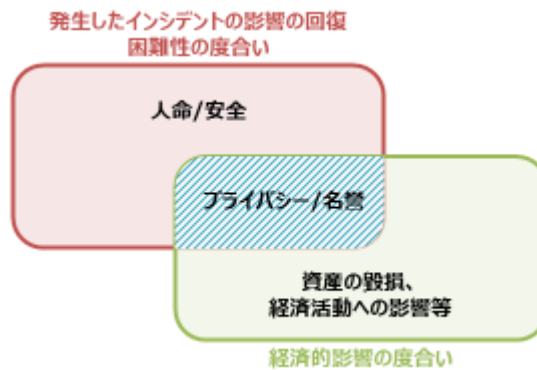 発生したインシデントの影響の回復
困難性の度合い
人命/安全
プライバシー/名誉
資産の毀損、
経済活動への影響等
経済的影響の度合い